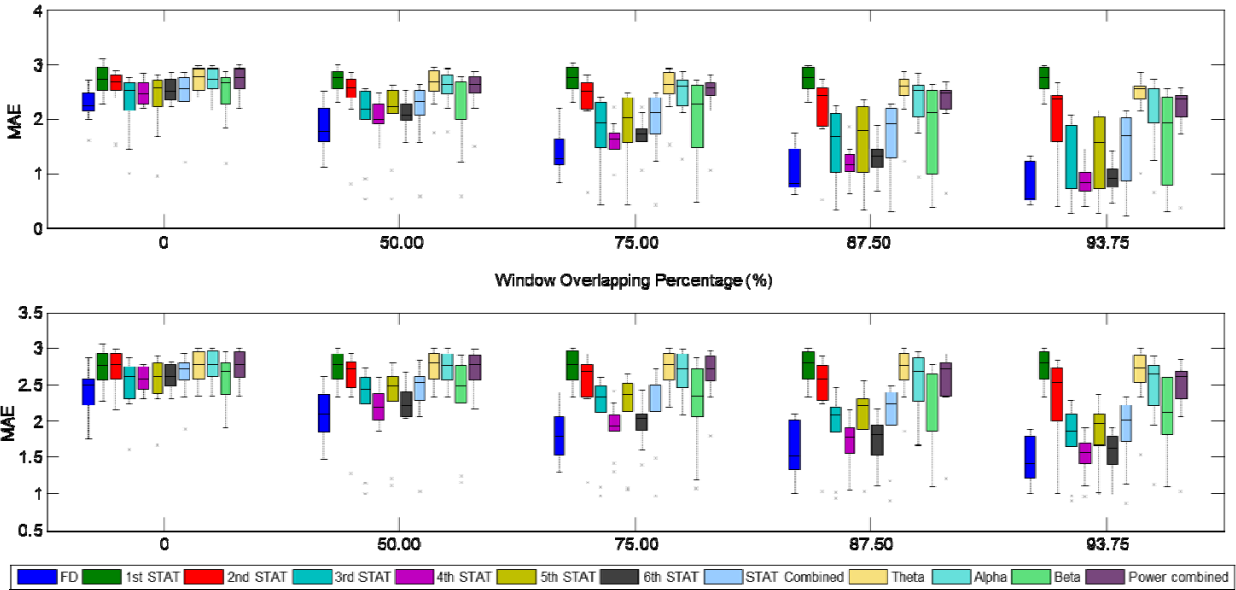 4
3
2
1
0
MAE
0 50.00 75.00 87.50 93.75
Window Overlapping Percentage (%)
3.5
3
2.5
2
1.5
1
0.5
MAE
0 50.00 75.00 87.50 93.75
FD 1st STAT 2nd STAT 3rd STAT 4th STAT 5th STAT 6th STAT STAT Combined Theta Alpha Beta Power combined